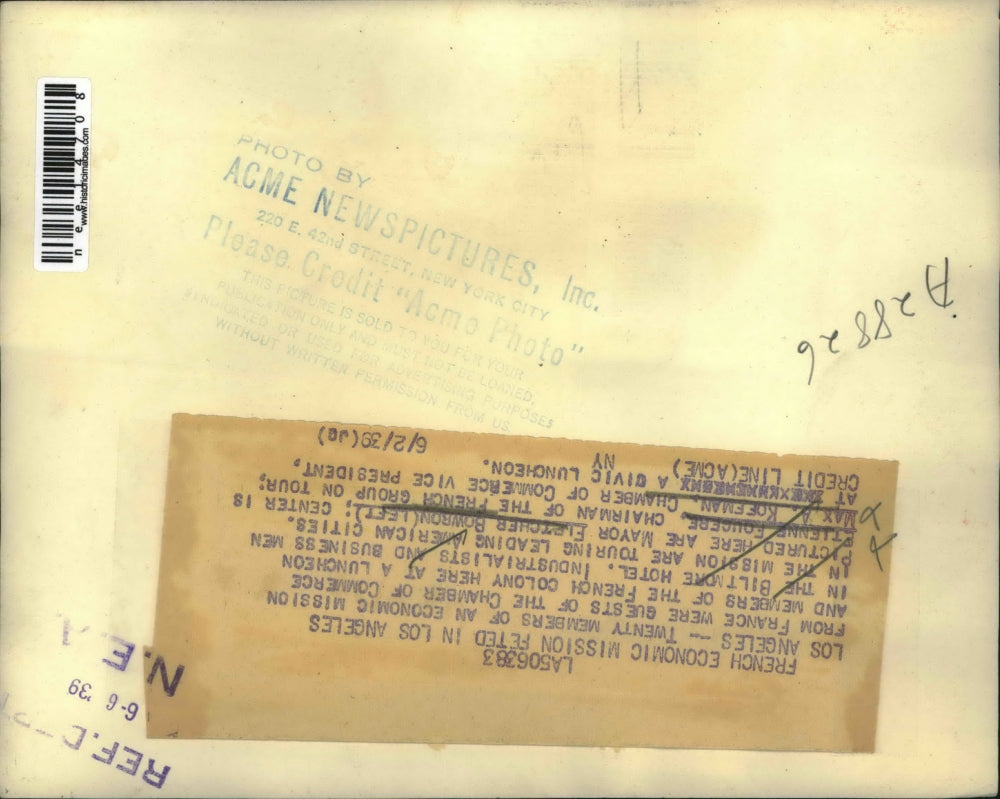 neg14708
www.historicimages.com
PHOTO BY
ACME NEWSPICTURES, Inc.
220 E. 42nd STREET, NEW YORK CITY
Please Credit "Acme Photo"
THIS PICTURE IS SOLD TO YOU FOR YOUR
PUBLICATION ONLY AND MUST NOT BE LOANED,
SYNDICATED OR USED FOR ADVERTISING PURPOSES
WITHOUT WRITTEN PERMISSION FROM US
A 28826
LA506383
FRENCH ECONOMIC MISSION FETED IN LOS ANGELES
LOS ANGELES -- TWENTY MEMBERS OF AN ECONOMIC MISSION
FROM FRANCE WERE GUESTS OF THE CHAMBER OF COMMERCE
AND MEMBERS OF THE FRENCH COLONY HERE AT A LUNCHEON
IN THE BILTMORE HOTEL. INDUSTRIALISTS AND BUSINESS MEN
IN THE MISSION ARE TOURING LEADING AMERICAN CITIES.
PICTURED HERE ARE MAYOR FLETCHER BOWRON(LEFT); CENTER IS
ETIENNE FOUGERE CHAIRMAN OF THE FRENCH GROUP ON TOUR;
MAX A. KOFFMAN, CHAMBER OF COMMERCE VICE PRESIDENT,
AT A CIVIC LUNCHEON.
CREDIT LINE(ACME) NY 6/2/39(JG)
N.E.A
6-6 '39
REF.